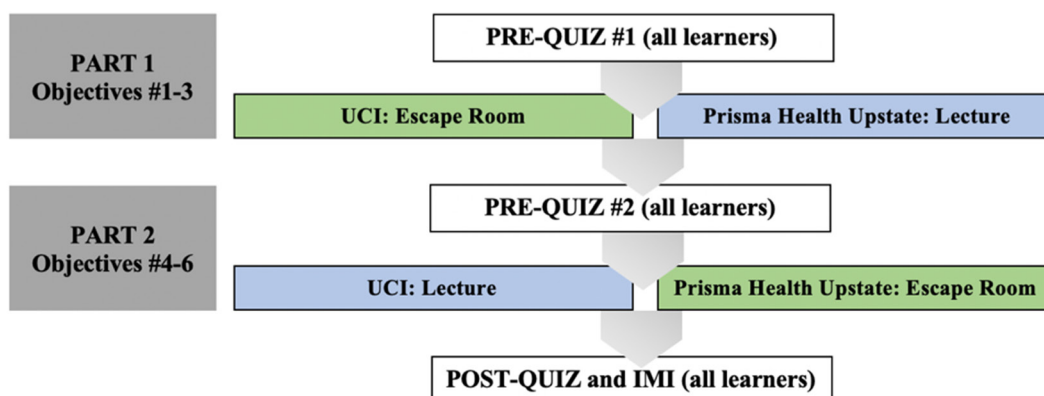 PRE-QUIZ #1 (all learners)
PART 1
Objectives #1-3
UCI: Escape Room
Prisma Health Upstate: Lecture
PRE-QUIZ #2 (all learners)
PART 2
Objectives #4-6
UCI: Lecture
Prisma Health Upstate: Escape Room
POST-QUIZ and IMI (all learners)